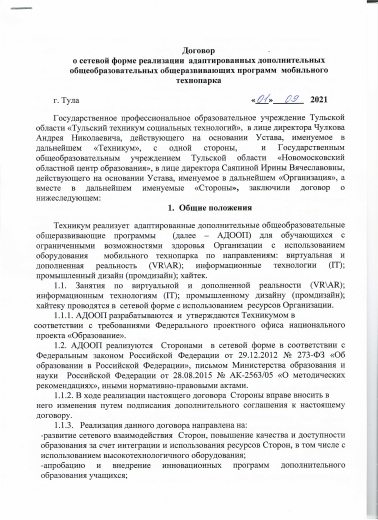 Договор
о сетевой форме реализации адаптированных дополнительных
общеобразовательных общеразвивающих программ мобильного
технопарка
г. Тула «01» 09 2021
Государственное профессиональное образовательное учреждение Тульской
области «Тульский техникум социальных технологий», в лице директора Чулкова
Андрея Николаевича, действующего на основании Устава, именуемое в
дальнейшем «Техникум», с одной стороны, и Государственным
общеобразовательным учреждением Тульской области «Новомосковский
областной центр образования», в лице директора Саяпиной Ирины Вячеславовны,
действующего на основании Устава, именуемое в дальнейшем «Организация», а
вместе в дальнейшем именуемые «Стороны», заключили договор о
нижеследующем:
1. Общие положения
Техникум реализует адаптированные дополнительные общеобразовательные
общеразвивающие программы (далее – АДООП) для обучающихся с
ограниченными возможностями здоровья Организации с использованием
оборудования мобильного технопарка по направлениям: виртуальная и
дополненная реальность (VR\AR); информационные технологии (IT);
промышленный дизайн (промдизайн); хайтек.
1.1. Занятия по виртуальной и дополненной реальности (VR\AR);
информационным технологиям (IT); промышленному дизайну (промдизайн);
хайтеку проводятся в сетевой форме с использованием ресурсов Организации.
1.1.1. АДООП разрабатываются и утверждаются Техникумом в
соответствии с требованиями Федерального проектного офиса национального
проекта «Образование».
1.2. АДООП реализуются Сторонами в сетевой форме в соответствии с
Федеральным законом Российской Федерации от 29.12.2012 № 273-ФЗ «Об
образовании в Российской Федерации», письмом Министерства образования и
науки Российской Федерации от 28.08.2015 № АК-2563/05 «О методических
рекомендациях», иными нормативно-правовыми актами.
1.1.2. В ходе реализации настоящего договора Стороны вправе вносить в
него изменения путем подписания дополнительного соглашения к настоящему
договору.
1.1.3. Реализация данного договора направлена на:
-развитие сетевого взаимодействия Сторон, повышение качества и доступности
образования за счет интеграции и использования ресурсов Сторон, в том числе с
использованием высокотехнологичного оборудования;
-апробацию и внедрение инновационных программ дополнительного
образования учащихся;